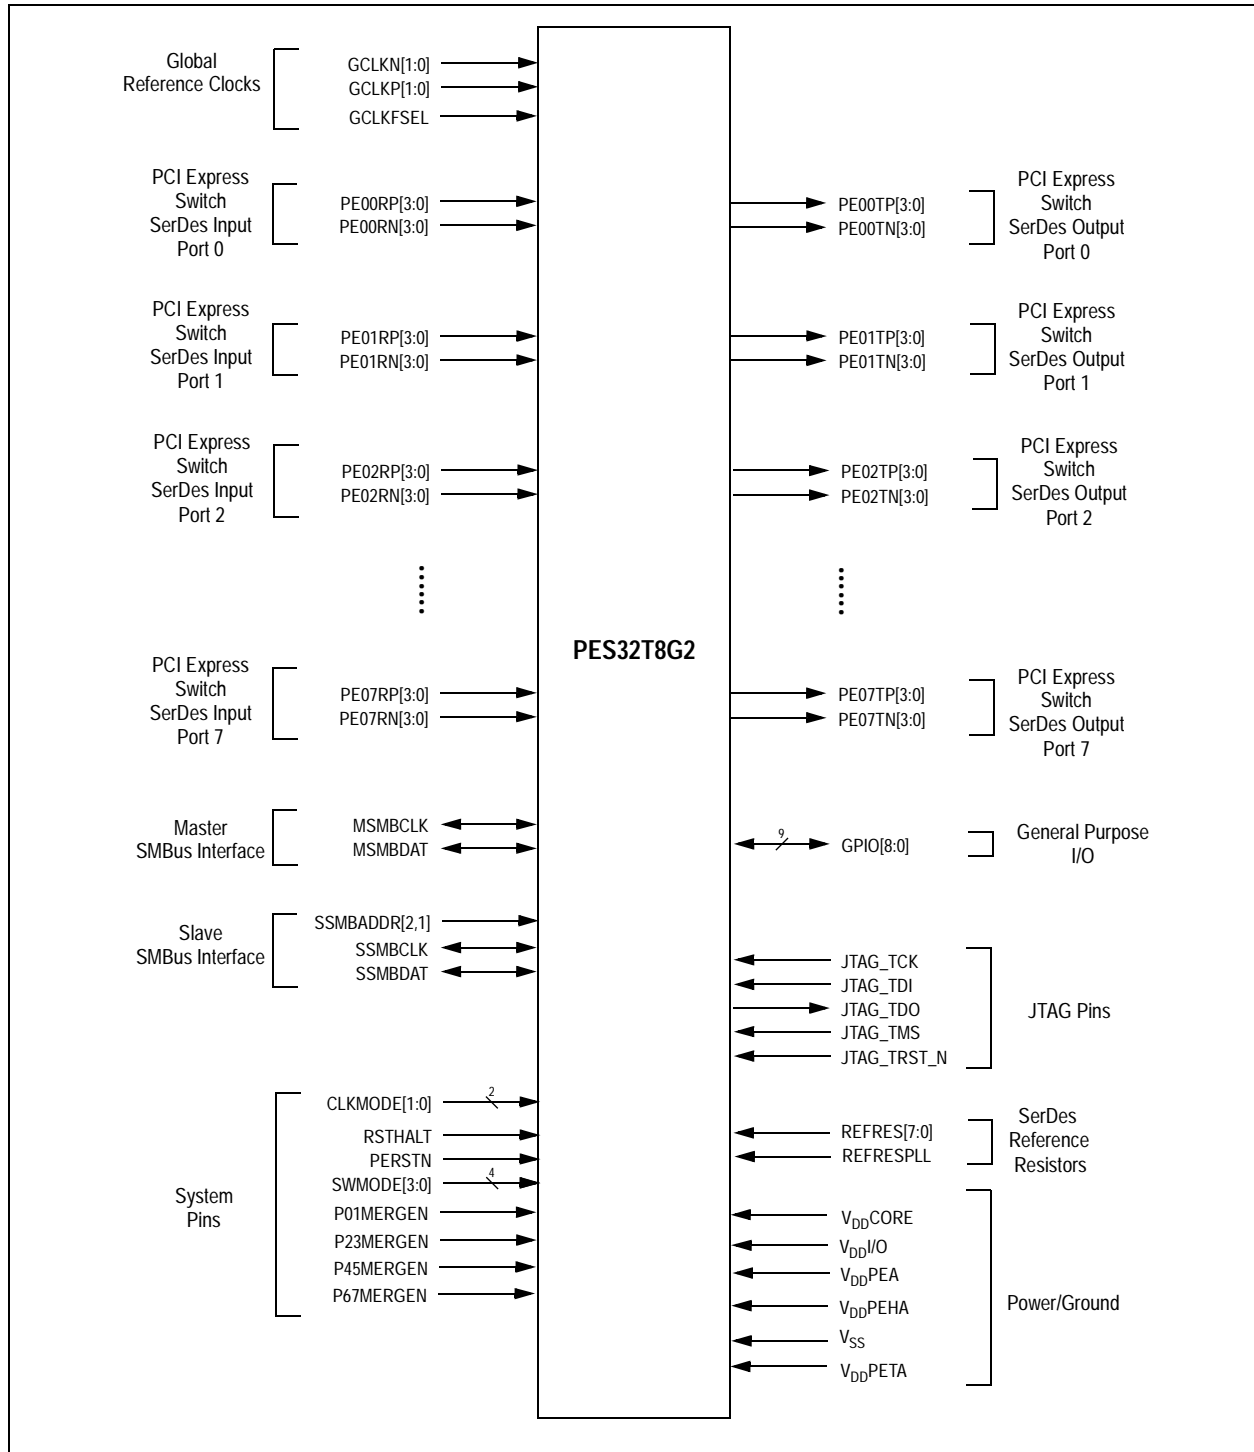 Global
Reference Clocks
GCLKN[1:0]
GCLKP[1:0]
GCLKFSEL
PCI Express
Switch
SerDes Input
Port 0
PE00RP[3:0]
PE00RN[3:0]
PE00TP[3:0]
PE00TN[3:0]
PCI Express
Switch
SerDes Output
Port 0
PCI Express
Switch
SerDes Input
Port 1
PE01RP[3:0]
PE01RN[3:0]
PE01TP[3:0]
PE01TN[3:0]
PCI Express
Switch
SerDes Output
Port 1
PCI Express
Switch
SerDes Input
Port 2
PE02RP[3:0]
PE02RN[3:0]
PE02TP[3:0]
PE02TN[3:0]
PCI Express
Switch
SerDes Output
Port 2
PES32T8G2
PCI Express
Switch
SerDes Input
Port 7
PE07RP[3:0]
PE07RN[3:0]
PE07TP[3:0]
PE07TN[3:0]
PCI Express
Switch
SerDes Output
Port 7
Master
SMBus Interface
MSMBCLK
MSMBDAT
9
GPIO[8:0]
General Purpose
I/O
Slave
SMBus Interface
SSMBADDR[2,1]
SSMBCLK
SSMBDAT
JTAG_TCK
JTAG_TDI
JTAG_TDO
JTAG_TMS
JTAG_TRST_N
JTAG Pins
System
Pins
CLKMODE[1:0]
2
RSTHALT
PERSTN
SWMODE[3:0]
4
P01MERGEN
P23MERGEN
P45MERGEN
P67MERGEN
REFRES[7:0]
REFRESPLL
SerDes
Reference
Resistors
VDDCORE
VDDI/O
VDDPEA
VDDPEHA
VSS
VDDPETA
Power/Ground